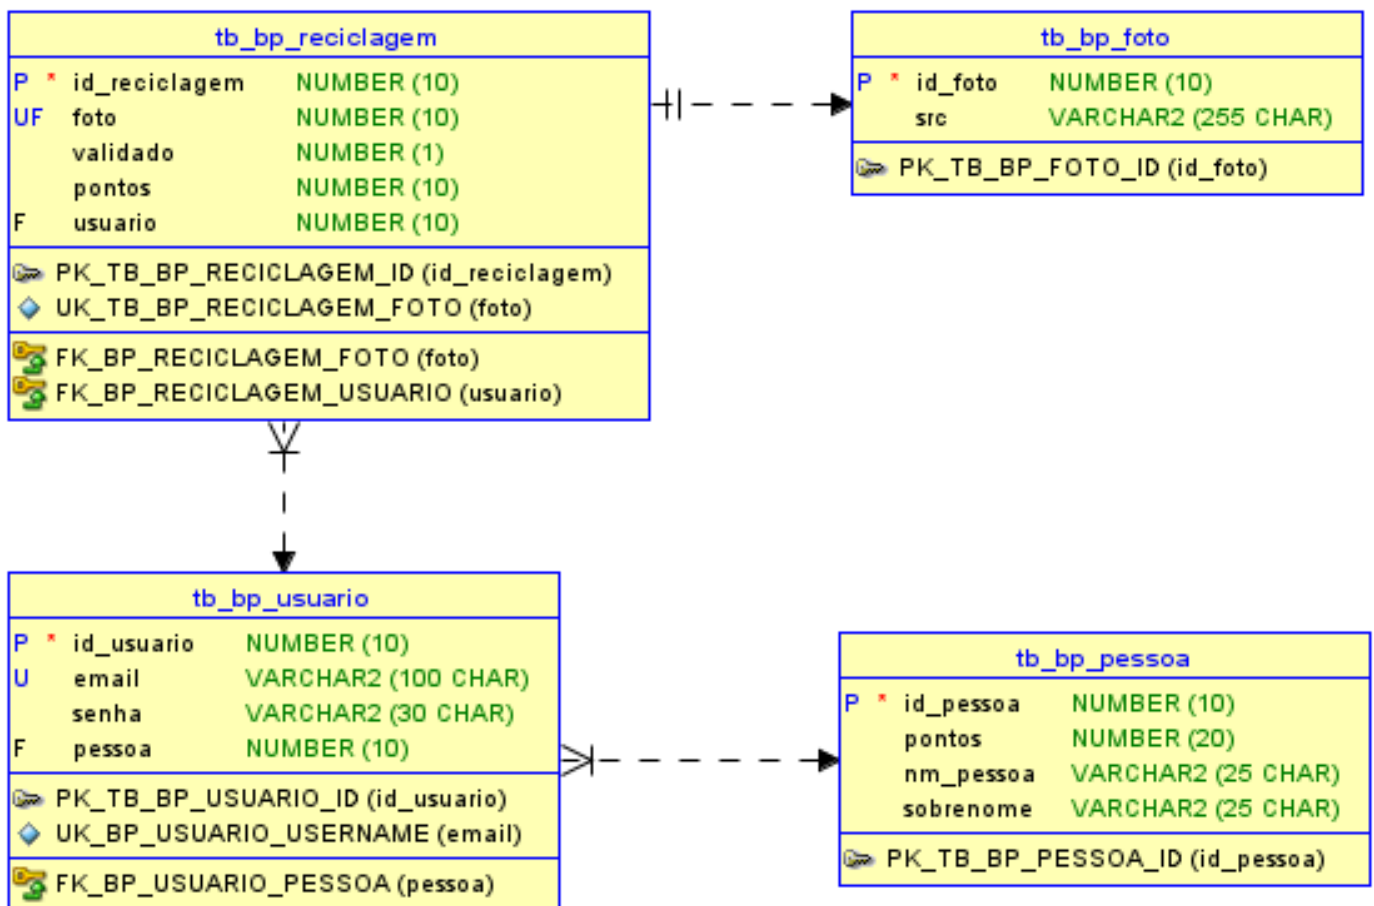 tb_bp_reciclagem
P * id_reciclagem NUMBER (10)
UF foto NUMBER (10)
validado NUMBER (1)
pontos NUMBER (10)
F usuario NUMBER (10)
PK_TB_BP_RECICLAGEM_ID (id_reciclagem)
UK_TB_BP_RECICLAGEM_FOTO (foto)
FK_BP_RECICLAGEM_FOTO (foto)
FK_BP_RECICLAGEM_USUARIO (usuario)
tb_bp_foto
P * id_foto NUMBER (10)
src VARCHAR2 (255 CHAR)
PK_TB_BP_FOTO_ID (id_foto)
tb_bp_usuario
P * id_usuario NUMBER (10)
U email VARCHAR2 (100 CHAR)
senha VARCHAR2 (30 CHAR)
F pessoa NUMBER (10)
PK_TB_BP_USUARIO_ID (id_usuario)
UK_BP_USUARIO_USERNAME (email)
FK_BP_USUARIO_PESSOA (pessoa)
tb_bp_pessoa
P * id_pessoa NUMBER (10)
pontos NUMBER (20)
nm_pessoa VARCHAR2 (25 CHAR)
sobrenome VARCHAR2 (25 CHAR)
PK_TB_BP_PESSOA_ID (id_pessoa)